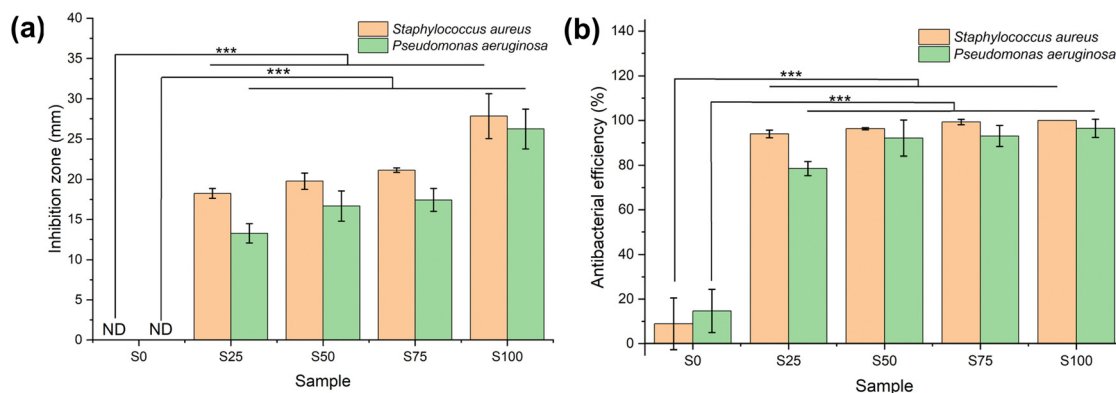 (a)
Inhibition zone (mm)
40
35
30
25
20
15
10
5
0
Staphylococcus aureus
Pseudomonas aeruginosa
***
***
ND ND
S0 S25 S50 S75 S100
Sample
(b)
Antibacterial efficiency (%)
140
120
100
80
60
40
20
0
Staphylococcus aureus
Pseudomonas aeruginosa
***
***
S0 S25 S50 S75 S100
Sample